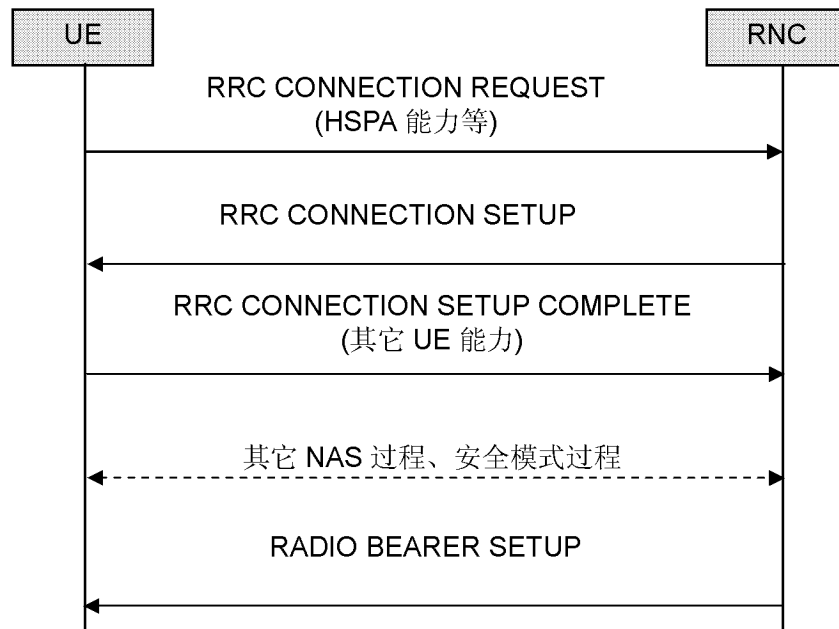 UE
RNC
RRC CONNECTION REQUEST
(HSPA 能力等)
RRC CONNECTION SETUP
RRC CONNECTION SETUP COMPLETE
(其它 UE 能力)
其它 NAS 过程、安全模式过程
RADIO BEARER SETUP